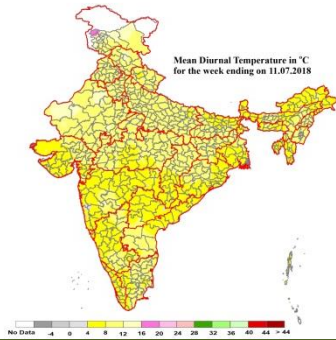 Mean Diurnal Temperature in °C
for the week ending on 11.07.2018
No Data -4 0 4 8 12 16 20 24 28 32 36 40 44 > 44